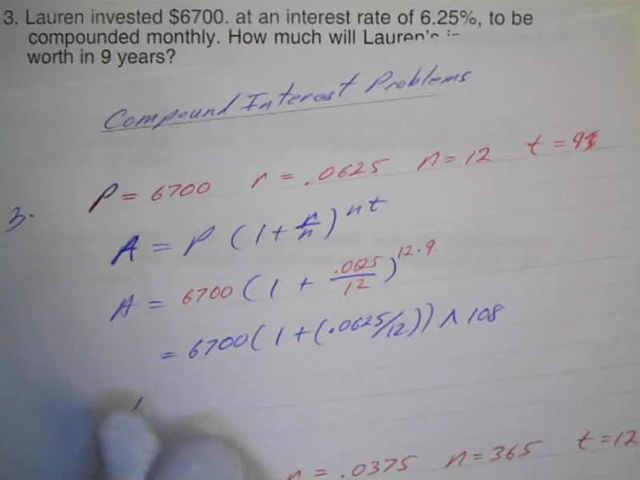 3. Lauren invested $6700. at an interest rate of 6.25%, to be
compounded monthly. How much will Lauren's
worth in 9 years?
Compound Interest Problems
3. P = 6700 r = .0625 n = 12 t = 9
A = P (1 + r/n)^nt
A = 6700 (1 + .0625/12)^12·9
= 6700(1+(.0625/12)) ∧ 108
= .0375 n = 365 t = 12